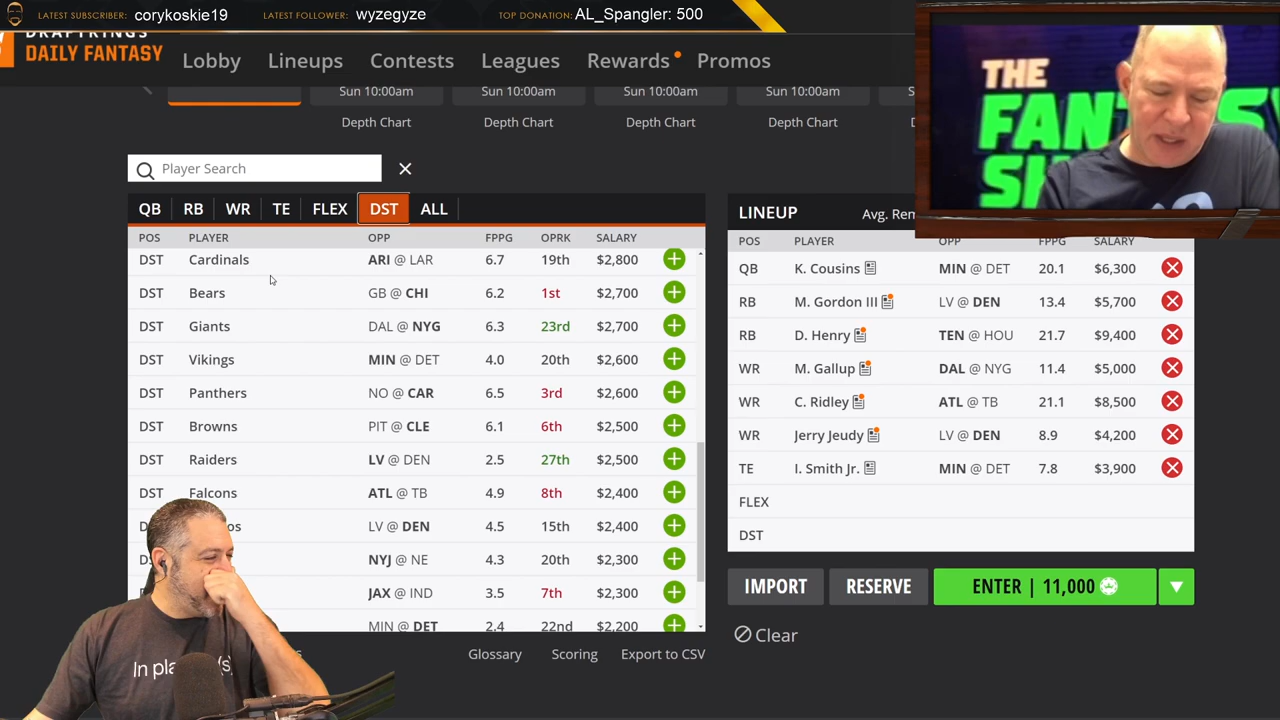 LATEST SUBSCRIBER: corykoskie19 LATEST FOLLOWER: wyzegyze TOP DONATION: AL_Spangler: 500
DRAFTKINGS
DAILY FANTASY Lobby Lineups Contests Leagues Rewards Promos
Sun 10:00am Sun 10:00am Sun 10:00am Sun 10:00am S
Depth Chart Depth Chart Depth Chart Depth Chart D
THE
FANTASY
SH
Player Search
QB RB WR TE FLEX DST ALL
POS PLAYER OPP FPPG OPRK SALARY
DST Cardinals ARI @ LAR 6.7 19th $2,800
DST Bears GB @ CHI 6.2 1st $2,700
DST Giants DAL @ NYG 6.3 23rd $2,700
DST Vikings MIN @ DET 4.0 20th $2,600
DST Panthers NO @ CAR 6.5 3rd $2,600
DST Browns PIT @ CLE 6.1 6th $2,500
DST Raiders LV @ DEN 2.5 27th $2,500
DST Falcons ATL @ TB 4.9 8th $2,400
os LV @ DEN 4.5 15th $2,400
NYJ @ NE 4.3 20th $2,300
JAX @ IND 3.5 7th $2,300
MIN @ DET 2.4 22nd $2,200
Glossary Scoring Export to CSV
LINEUP Avg. Rem
POS PLAYER OPP FPPG SALARY
QB K. Cousins MIN @ DET 20.1 $6,300
RB M. Gordon III LV @ DEN 13.4 $5,700
RB D. Henry TEN @ HOU 21.7 $9,400
WR M. Gallup DAL @ NYG 11.4 $5,000
WR C. Ridley ATL @ TB 21.1 $8,500
WR Jerry Jeudy LV @ DEN 8.9 $4,200
TE I. Smith Jr. MIN @ DET 7.8 $3,900
FLEX
DST
IMPORT RESERVE ENTER | 11,000
Clear
In pla (s)